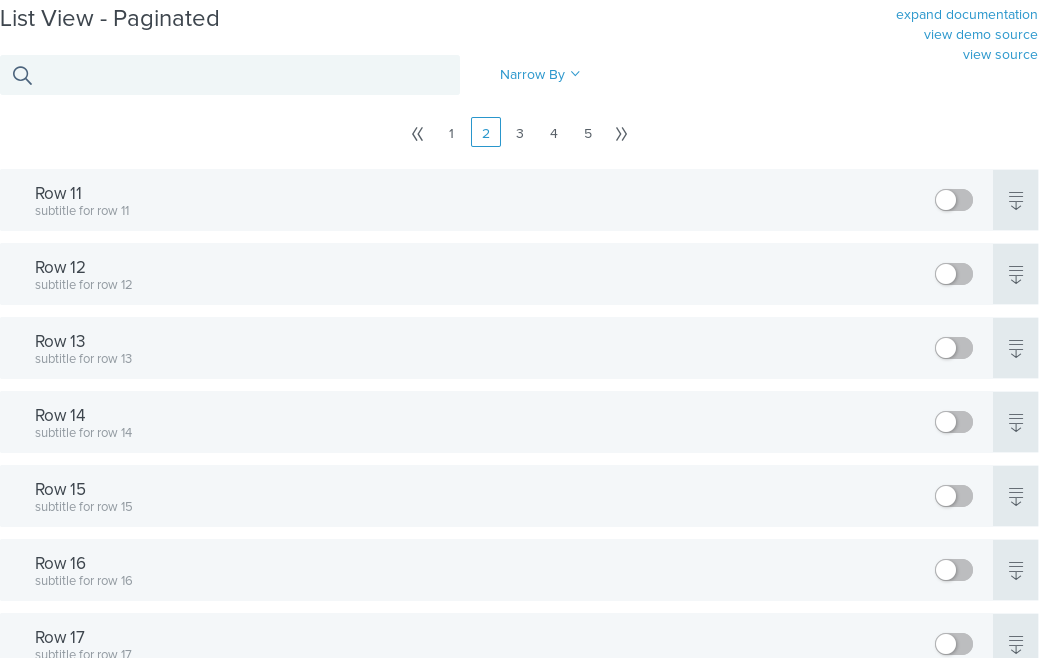 List View - Paginated
expand documentation
view demo source
view source
Narrow By
1 2 3 4 5
Row 11
subtitle for row 11
Row 12
subtitle for row 12
Row 13
subtitle for row 13
Row 14
subtitle for row 14
Row 15
subtitle for row 15
Row 16
subtitle for row 16
Row 17
subtitle for row 17